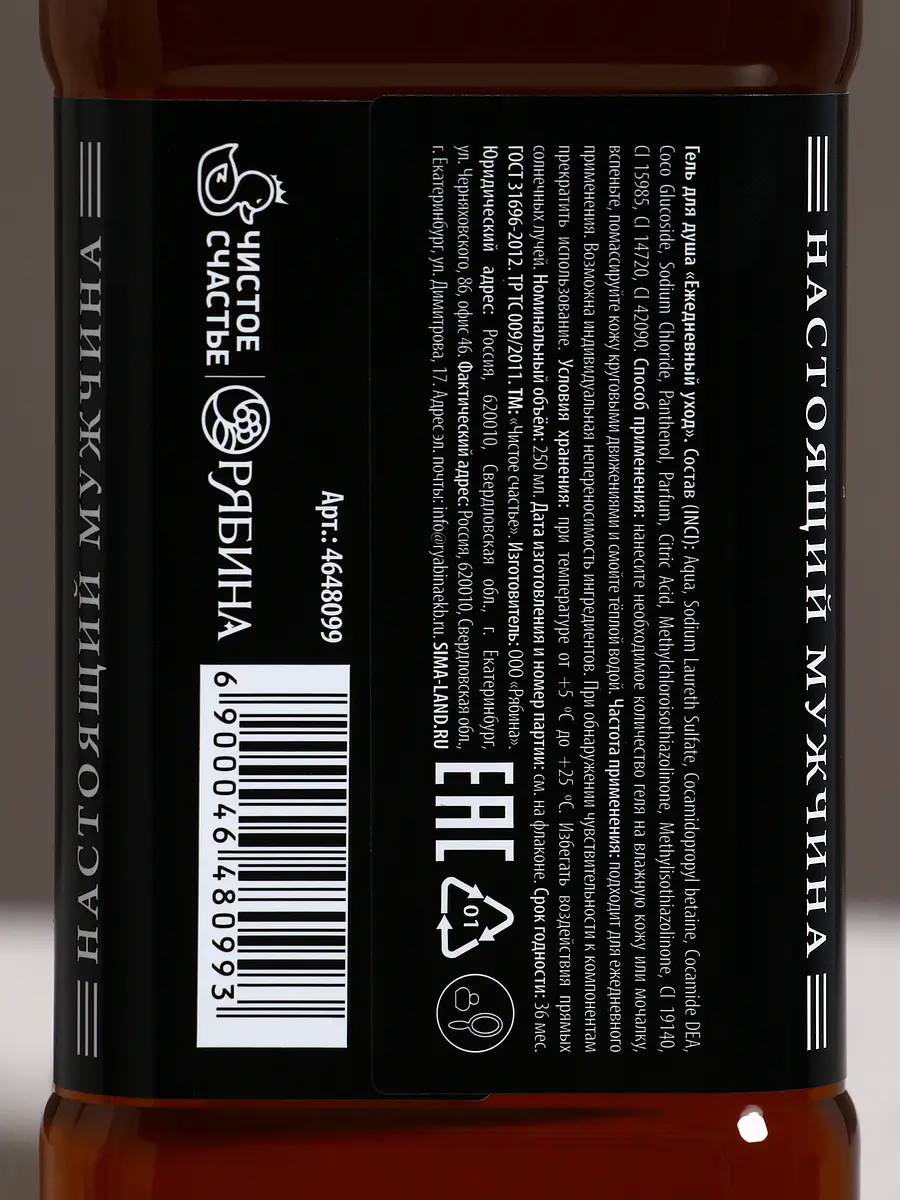 НАСТОЯЩИЙ МУЖЧИНА
Гель для душа «Ежедневный уход». Состав (INCI): Aqua, Sodium Laureth Sulfate, Cocamidopropyl betaine, Cocamide DEA,
Coco Glucoside, Sodium Chloride, Panthenol, Parfum, Citric Acid, Methylchloroisothiazolinone, Methylisothiazolinone, CI 19140,
CI 15985, CI 14720, CI 42090. Способ применения: нанесите необходимое количество геля на влажную кожу или мочалку,
вспеньте, помассируйте кожу круговыми движениями и смойте тёплой водой. Частота применения: подходит для ежедневного
применения. Возможна индивидуальная непереносимость ингредиентов. При обнаружении чувствительности к компонентам
прекратить использование. Условия хранения: при температуре от +5 °С до +25 °С. Избегать воздействия прямых
солнечных лучей. Номинальный объём: 250 мл. Дата изготовления и номер партии: см. на флаконе. Срок годности: 36 мес.
ГОСТ 31696-2012. ТР ТС 009/2011. ТМ: «Чистое счастье». Изготовитель: ООО «Рябина».
Юридический адрес: Россия, 620010, Свердловская обл., г. Екатеринбург,
ул. Черняховского, 86, офис 46. Фактический адрес: Россия, 620010, Свердловская обл.,
г. Екатеринбург, ул. Димитрова, 17. Адрес эл. почты: info@ryabinaekb.ru. SIMA-LAND.RU
EAC
01
Арт.: 4648099
ЧИСТОЕ
СЧАСТЬЕ
РЯБИНА
6 900046 480993
НАСТОЯЩИЙ МУЖЧИНА